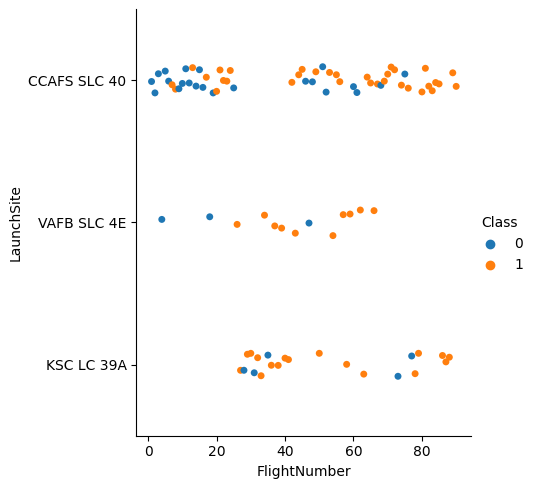 CCAFS SLC 40
VAFB SLC 4E
KSC LC 39A
LaunchSite
0
20
40
60
80
FlightNumber
Class
0
1